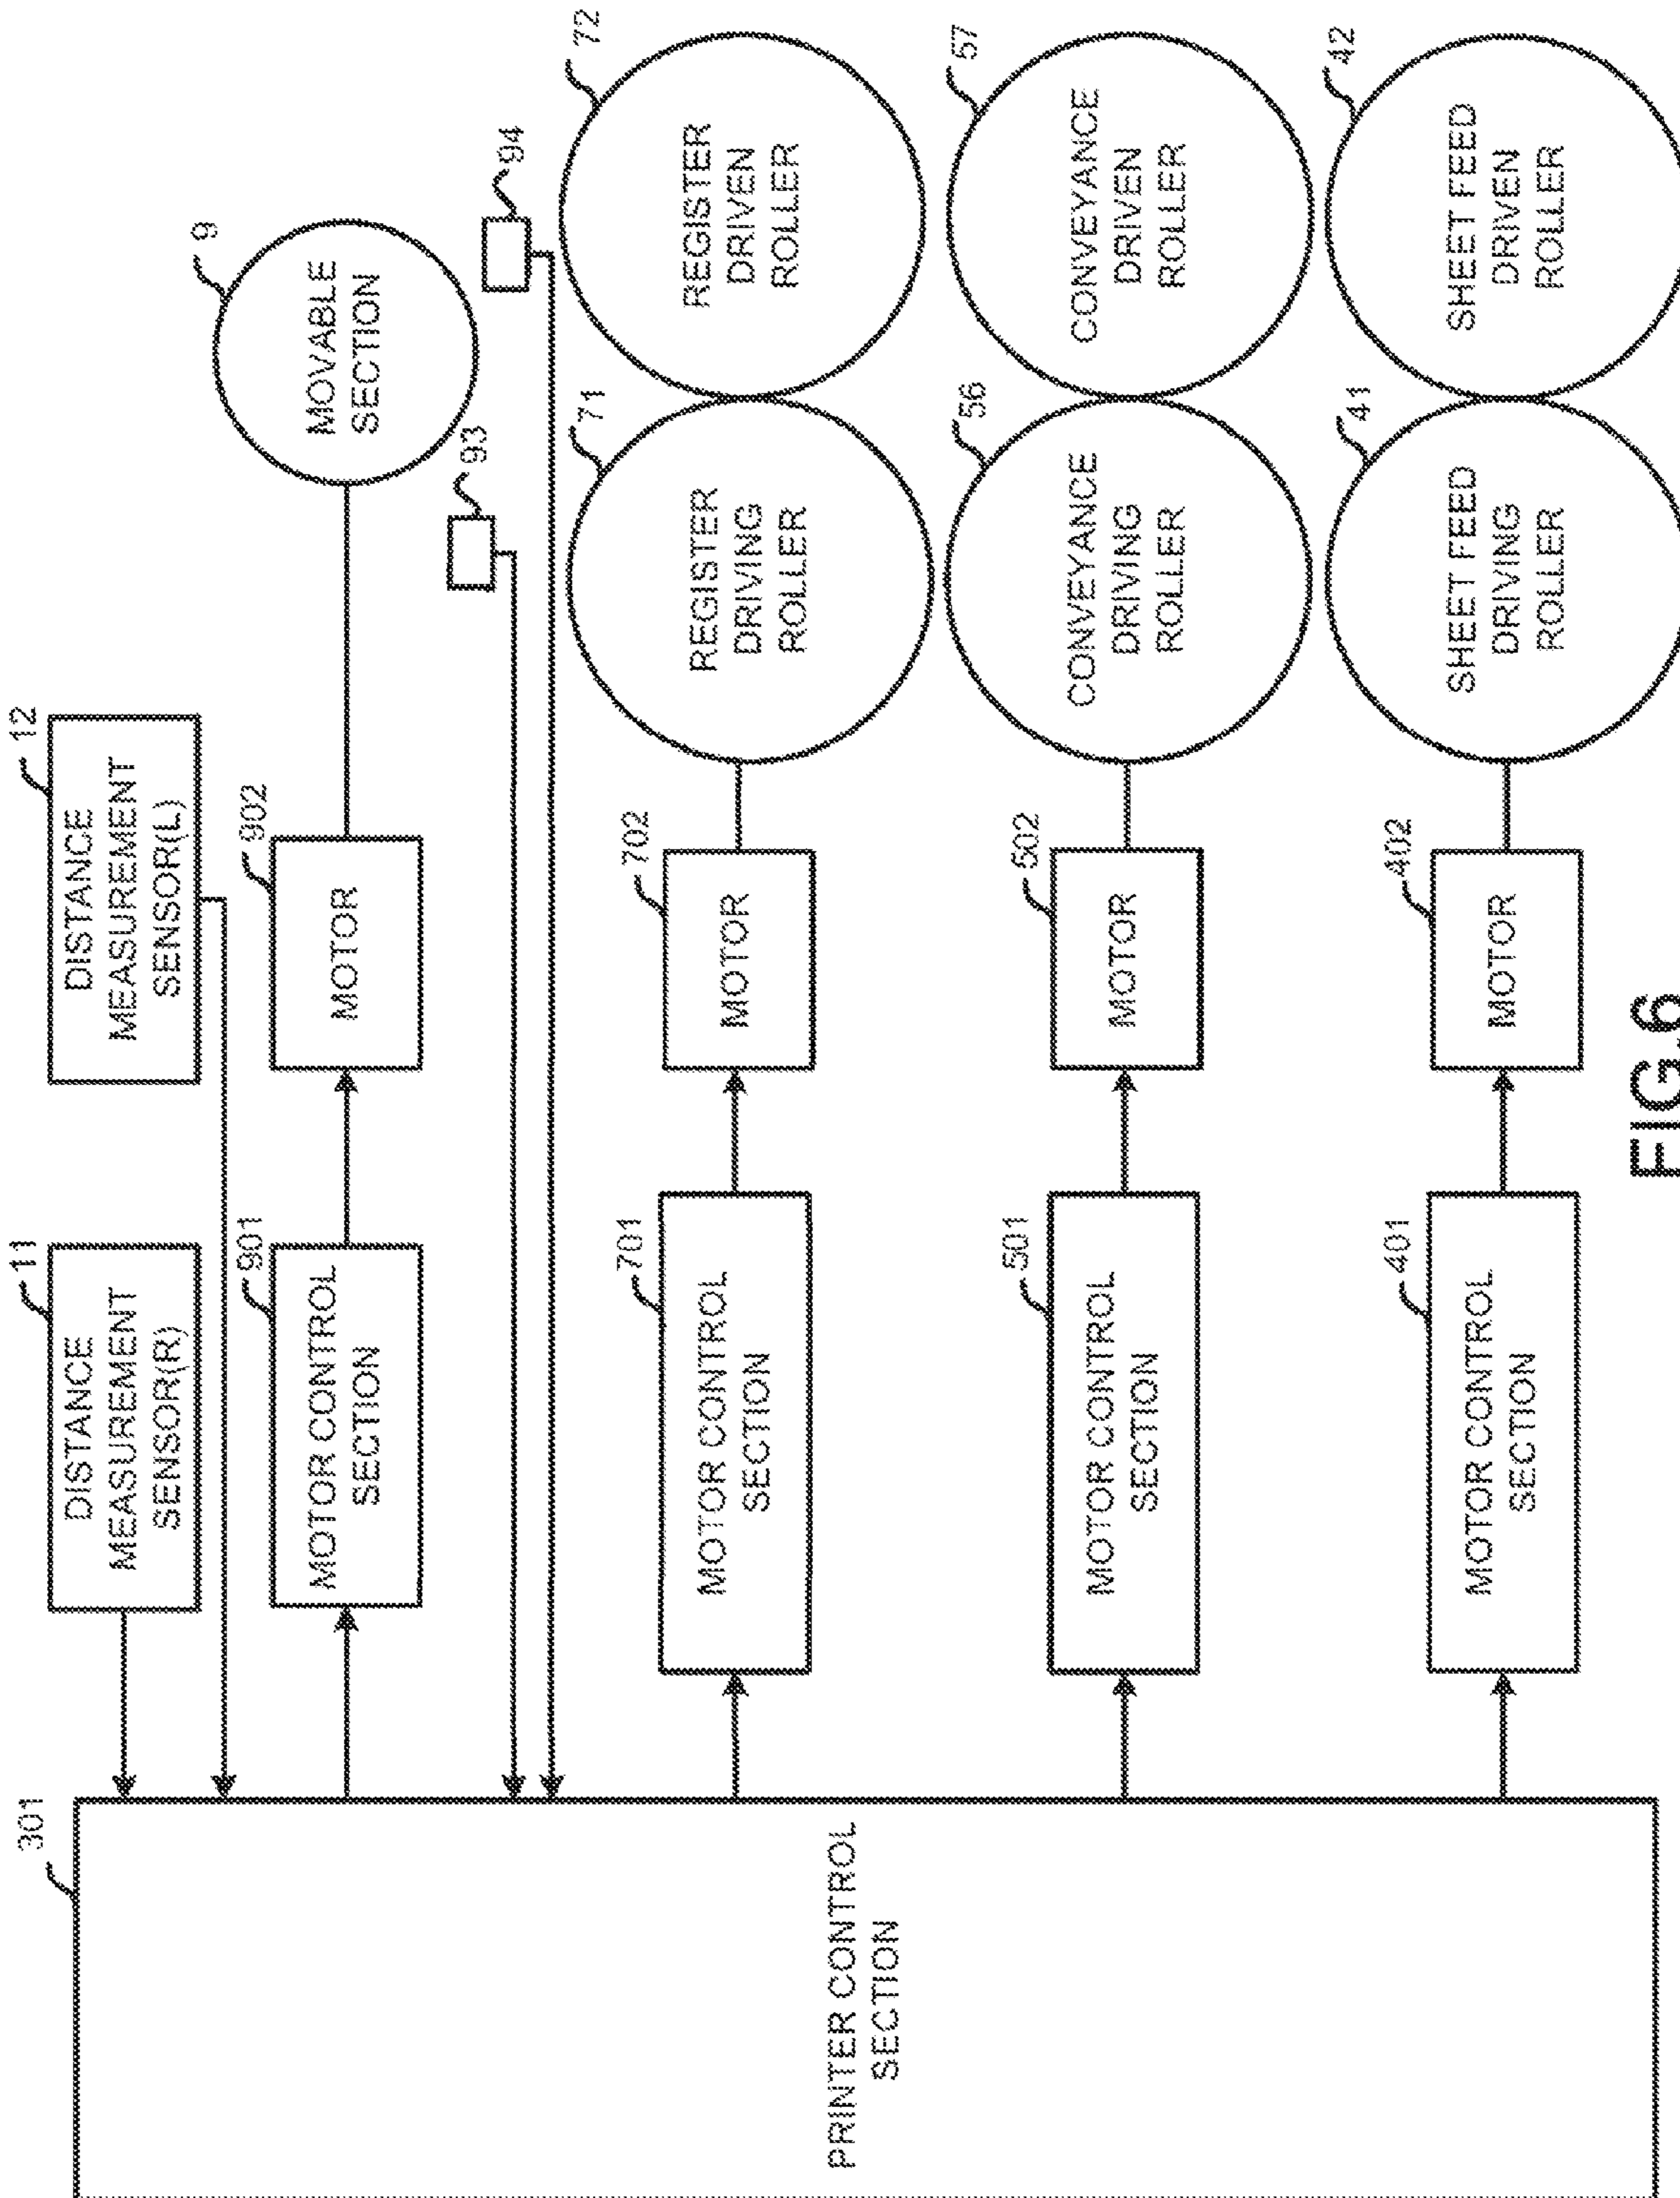 301
PRINTER CONTROL
SECTION
11
DISTANCE
MEASUREMENT
SENSOR(R)
12
DISTANCE
MEASUREMENT
SENSOR(L)
901
MOTOR CONTROL
SECTION
902
MOTOR
9
MOVABLE
SECTION
93
94
701
MOTOR CONTROL
SECTION
702
MOTOR
71
REGISTER
DRIVING
ROLLER
72
REGISTER
DRIVEN
ROLLER
501
MOTOR CONTROL
SECTION
502
MOTOR
56
CONVEYANCE
DRIVING
ROLLER
57
CONVEYANCE
DRIVEN
ROLLER
401
MOTOR CONTROL
SECTION
402
MOTOR
41
SHEET FEED
DRIVING
ROLLER
42
SHEET FEED
DRIVEN
ROLLER
FIG.6